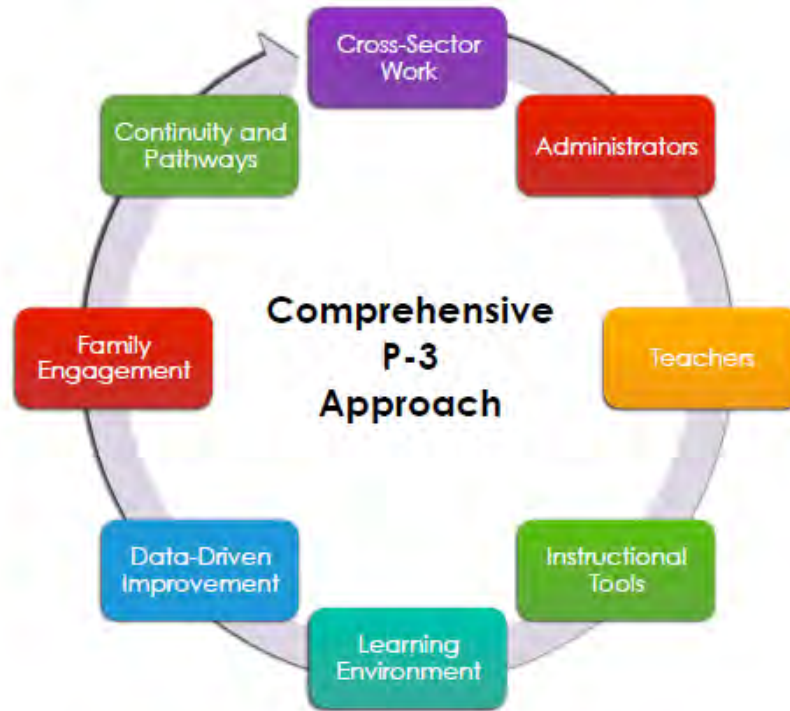 Cross-Sector
Work
Administrators
Teachers
Instructional
Tools
Learning
Environment
Data-Driven
Improvement
Family
Engagement
Continuity and
Pathways
Comprehensive
P-3
Approach